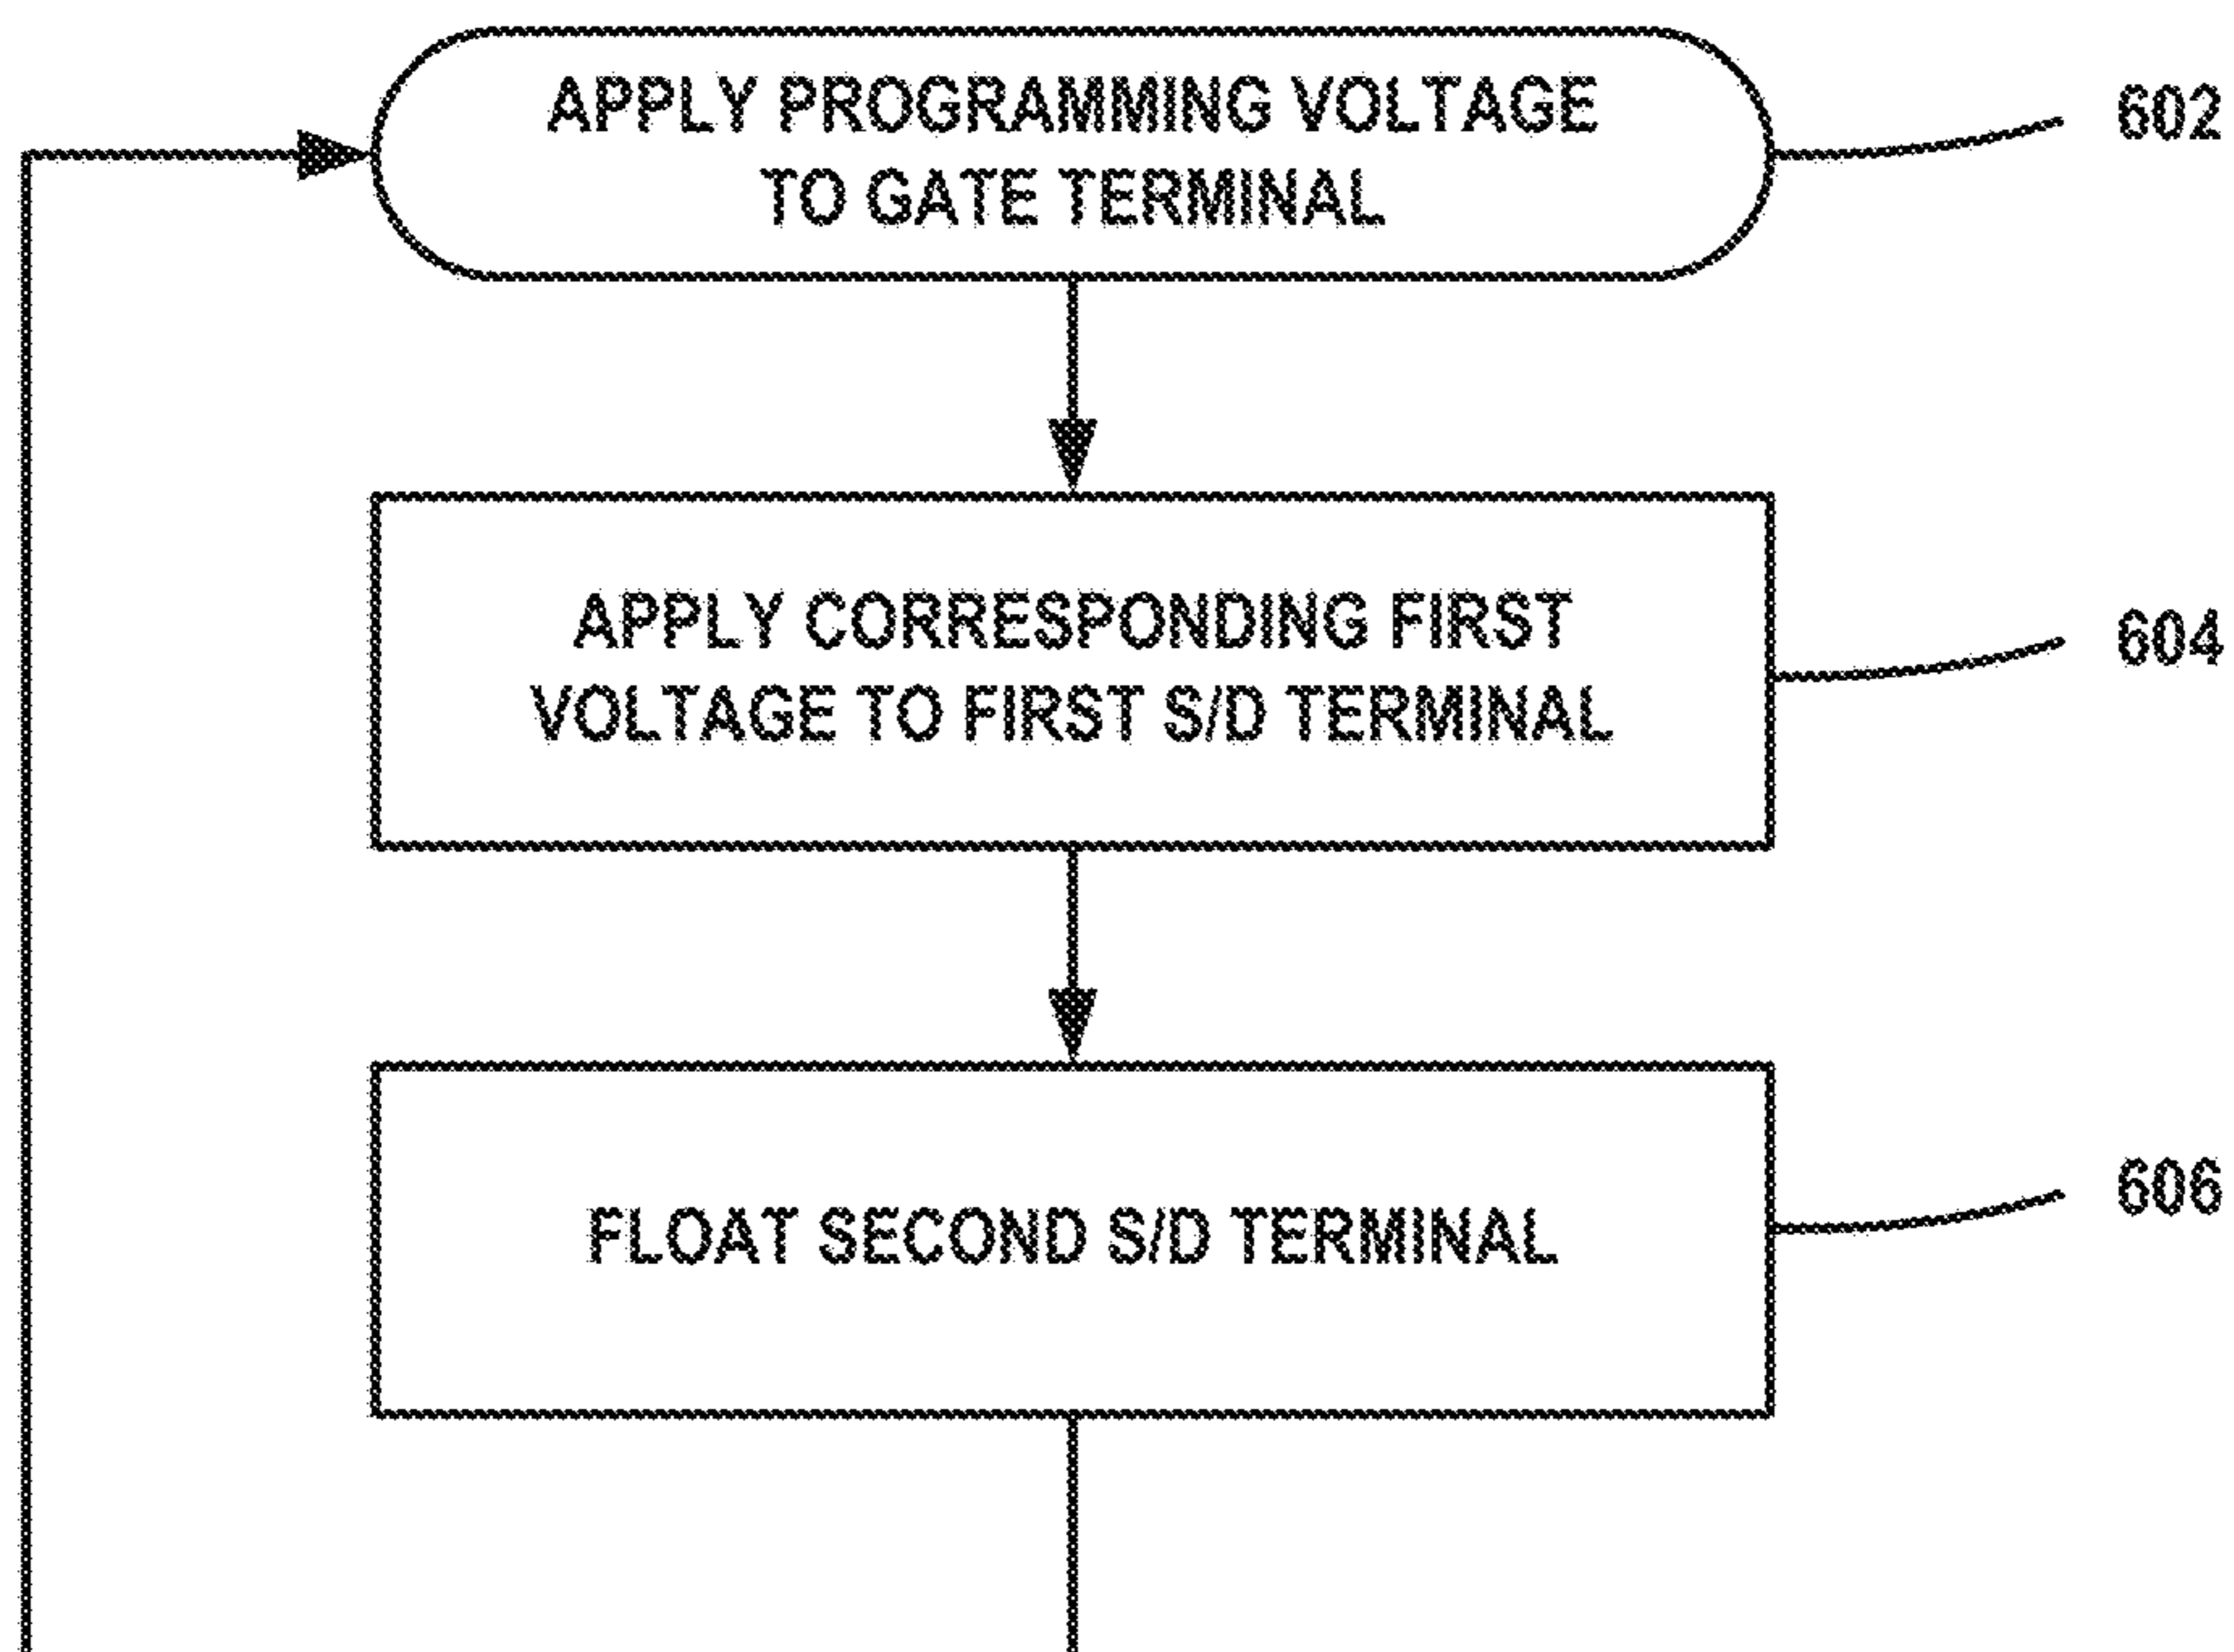 APPLY PROGRAMMING VOLTAGE
TO GATE TERMINAL
602
APPLY CORRESPONDING FIRST
VOLTAGE TO FIRST S/D TERMINAL
604
FLOAT SECOND S/D TERMINAL
606